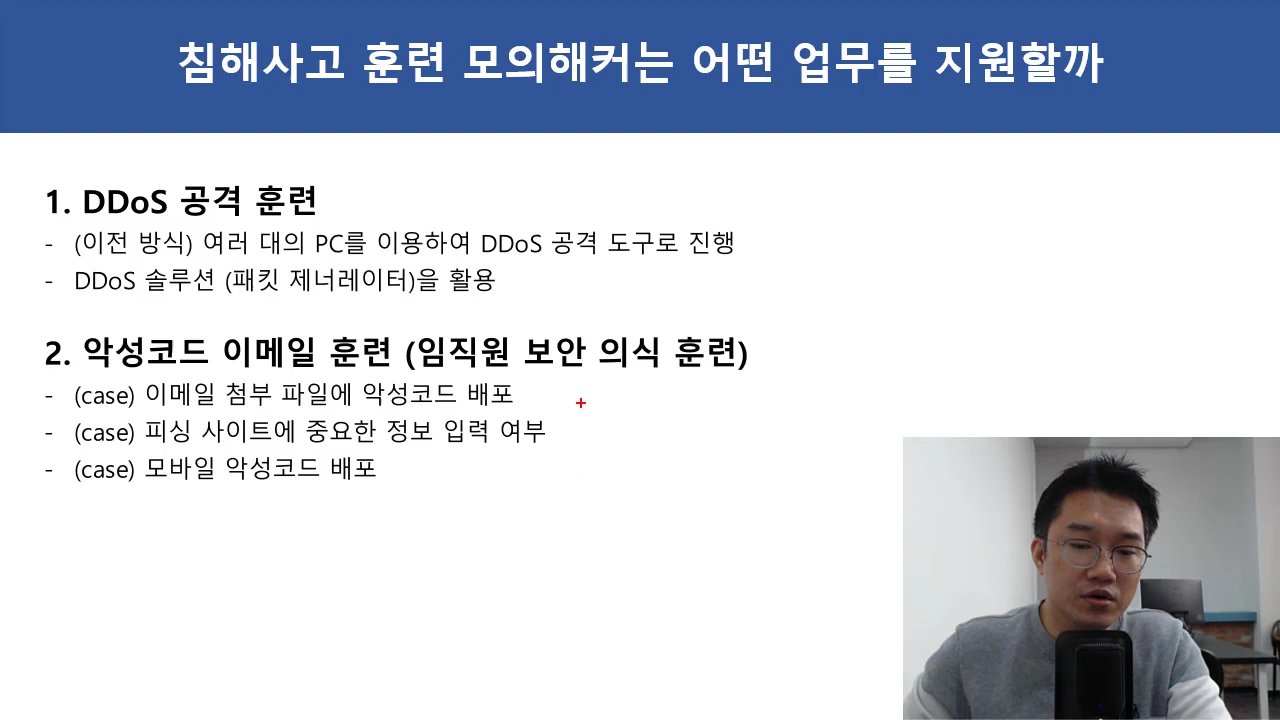 침해사고 훈련 모의해커는 어떤 업무를 지원할까
1. DDoS 공격 훈련
- (이전 방식) 여러 대의 PC를 이용하여 DDoS 공격 도구로 진행
- DDoS 솔루션 (패킷 제너레이터)을 활용
2. 악성코드 이메일 훈련 (임직원 보안 의식 훈련)
- (case) 이메일 첨부 파일에 악성코드 배포
- (case) 피싱 사이트에 중요한 정보 입력 여부
- (case) 모바일 악성코드 배포